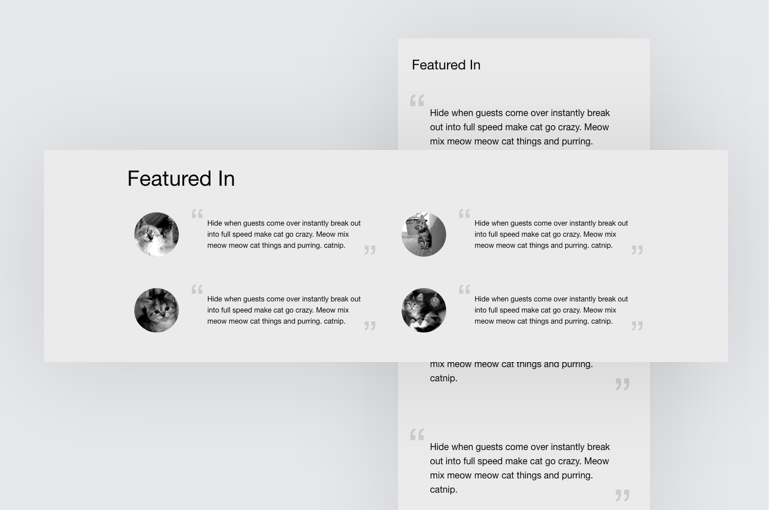 Featured In
“
Hide when guests come over instantly break
out into full speed make cat go crazy. Meow
mix meow meow cat things and purring.
Featured In
“
Hide when guests come over instantly break out
into full speed make cat go crazy. Meow mix
meow meow cat things and purring. catnip.
”
“
Hide when guests come over instantly break out
into full speed make cat go crazy. Meow mix
meow meow cat things and purring. catnip.
”
“
Hide when guests come over instantly break out
into full speed make cat go crazy. Meow mix
meow meow cat things and purring. catnip.
”
“
Hide when guests come over instantly break out
into full speed make cat go crazy. Meow mix
meow meow cat things and purring. catnip.
”
mix meow meow cat things and purring.
catnip.
”
“
Hide when guests come over instantly break
out into full speed make cat go crazy. Meow
mix meow meow cat things and purring.
catnip.
”